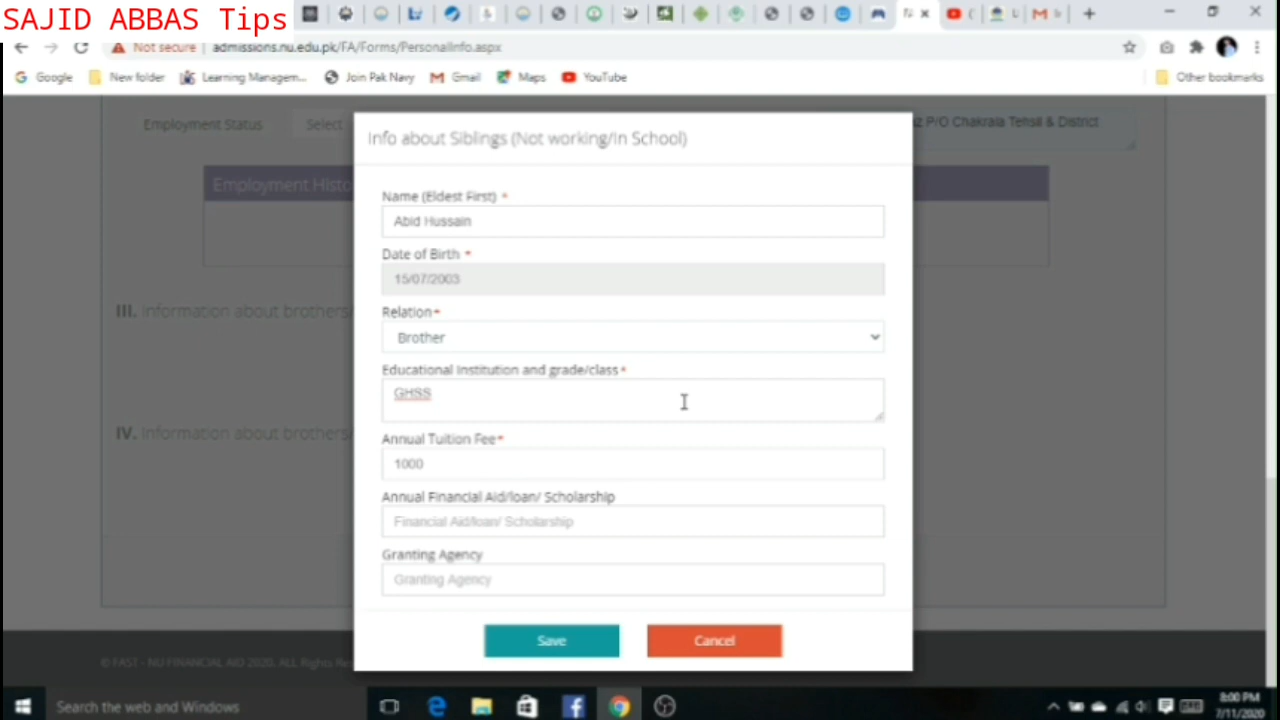 SAJID ABBAS Tips
Not secure | admissions.nu.edu.pk/FA/Forms/PersonalInfo.aspx
Google New folder Learning Managem... Join Pak Navy Gmail Maps YouTube Other bookmarks
Employment Status Select P/O Chakrala Tehsil & District
Info about Siblings (Not working/In School)
Employment Histo
Name (Eldest First) *
Abid Hussain
Date of Birth *
15/07/2003
III. Information about brothers/
Relation*
Brother
Educational Institution and grade/class*
GHSS
IV. Information about brothers/
Annual Tuition Fee*
1000
Annual Financial Aid/loan/ Scholarship
Financial Aid/loan/ Scholarship
Granting Agency
Granting Agency
Save Cancel
© FAST - NU FINANCIAL AID 2020. ALL Rights Re
Search the web and Windows
8:00 PM
7/11/2020